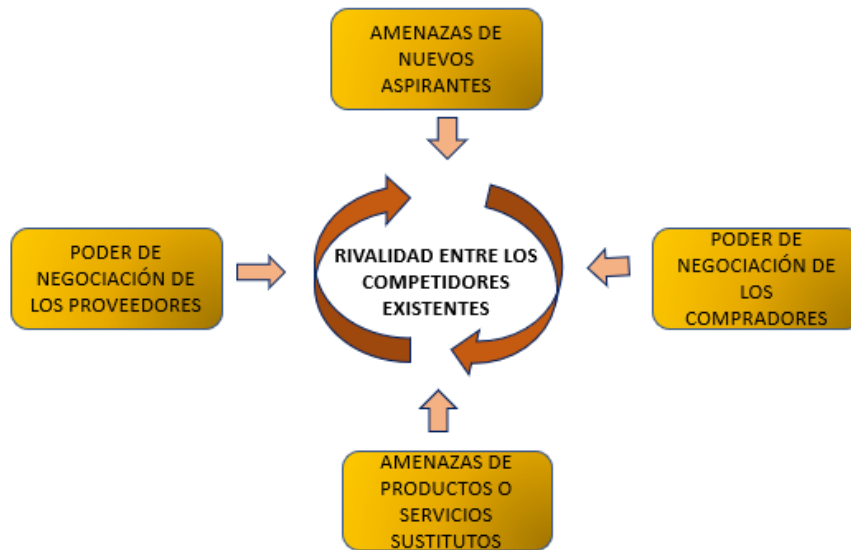 AMENAZAS DE
NUEVOS
ASPIRANTES
PODER DE
NEGOCIACIÓN DE
LOS PROVEEDORES
RIVALIDAD ENTRE LOS
COMPETIDORES
EXISTENTES
PODER DE
NEGOCIACIÓN DE
LOS
COMPRADORES
AMENAZAS DE
PRODUCTOS O
SERVICIOS
SUSTITUTOS